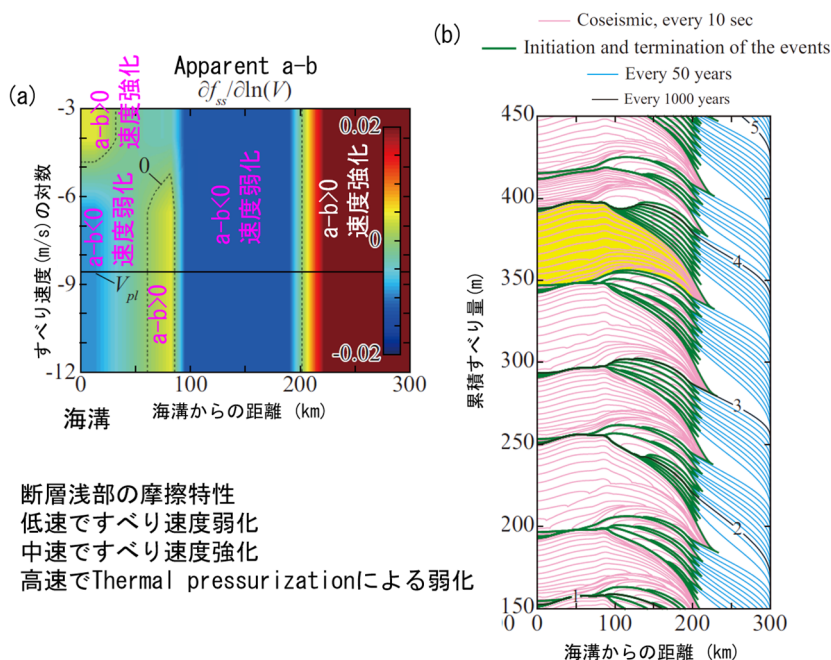 (a)
Apparent a-b
∂fss/∂ln(V)
-3
-6
-9
-12
すべり速度(m/s)の対数
a-b>0
速度強化
a-b<0
速度弱化
0
a-b>0
Vpl
a-b<0
速度弱化
a-b>0
速度強化
0.02
0
-0.02
0 100 200 300
海溝
海溝からの距離 (km)
断層浅部の摩擦特性
低速ですべり速度弱化
中速ですべり速度強化
高速でThermal pressurizationによる弱化
(b)
Coseismic, every 10 sec
Initiation and termination of the events
Every 50 years
Every 1000 years
450
400
350
300
250
200
150
累積すべり量(m)
5
4
3
2
1
0 0 100 200 300
海溝からの距離 (km)